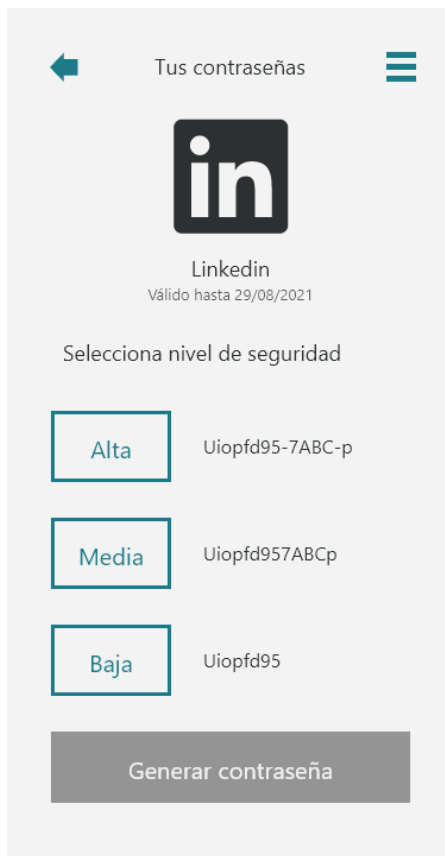 Tus contraseñas
in
Linkedin
Válido hasta 29/08/2021
Selecciona nivel de seguridad
Alta
Uiopfd95-7ABC-p
Media
Uiopfd957ABCp
Baja
Uiopfd95
Generar contraseña